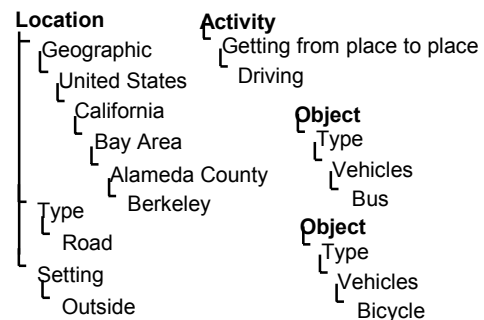 Location
Geographic
United States
California
Bay Area
Alameda County
Berkeley
Type
Road
Setting
Outside
Activity
Getting from place to place
Driving
Object
Type
Vehicles
Bus
Object
Type
Vehicles
Bicycle